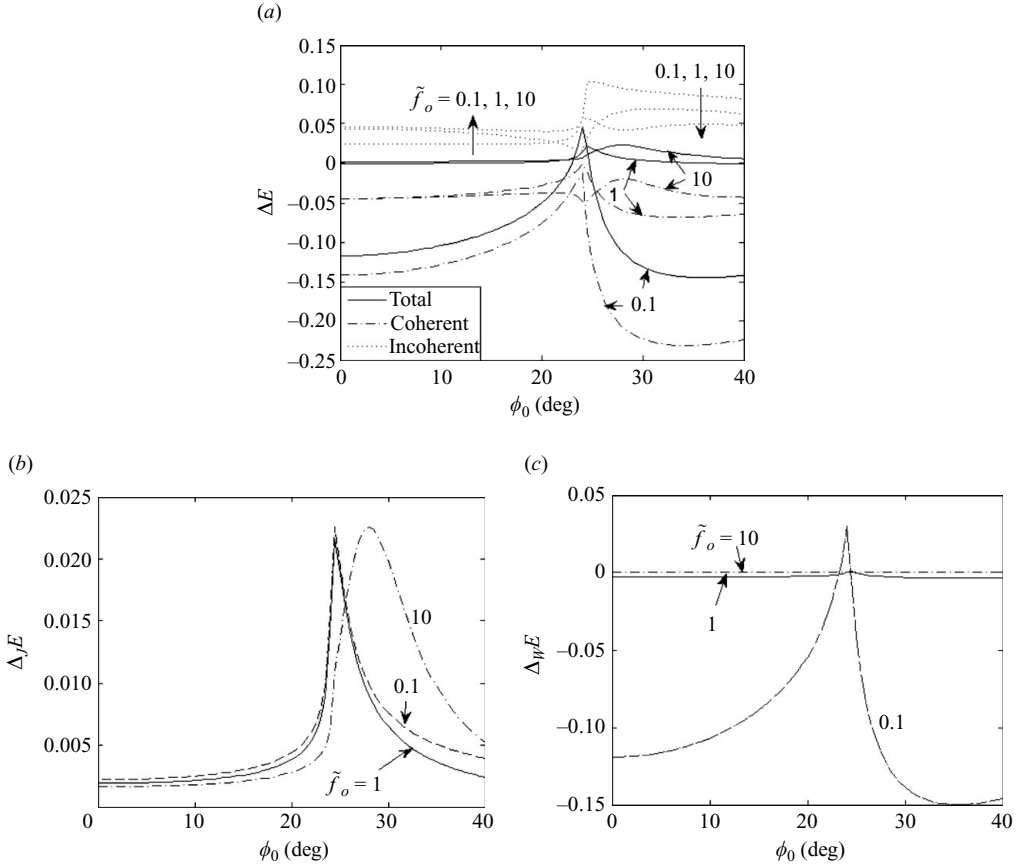 (a)
0.15
0.10
0.05
0
–0.05
–0.10
–0.15
–0.20
–0.25
ΔE
f̃o = 0.1, 1, 10
0.1, 1, 10
10
1
0.1
Total
Coherent
Incoherent
0 10 20 30 40
ϕ0 (deg)
(b)
0.025
0.020
0.015
0.010
0.005
ΔJE
10
0.1
f̃o = 1
0 10 20 30 40
ϕ0 (deg)
(c)
0.05
0
–0.05
–0.10
–0.15
ΔWE
f̃o = 10
1
0.1
0 10 20 30 40
ϕ0 (deg)